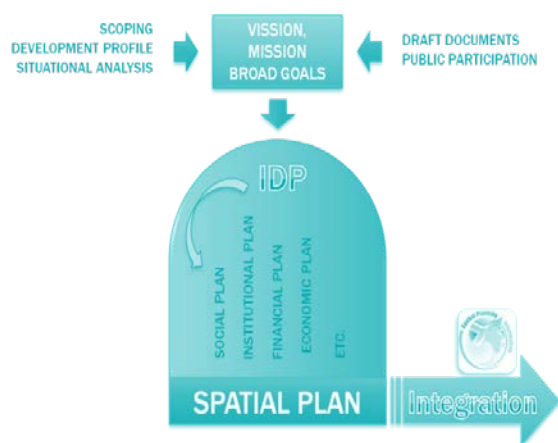 SCOPING
DEVELOPMENT PROFILE
SITUATIONAL ANALYSIS
VISSION,
MISSION
BROAD GOALS
DRAFT DOCUMENTS
PUBLIC PARTICIPATION
IDP
SOCIAL PLAN
INSTITUTIONAL PLAN
FINANCIAL PLAN
ECONOMIC PLAN
ETC.
SPATIAL PLAN
Integration